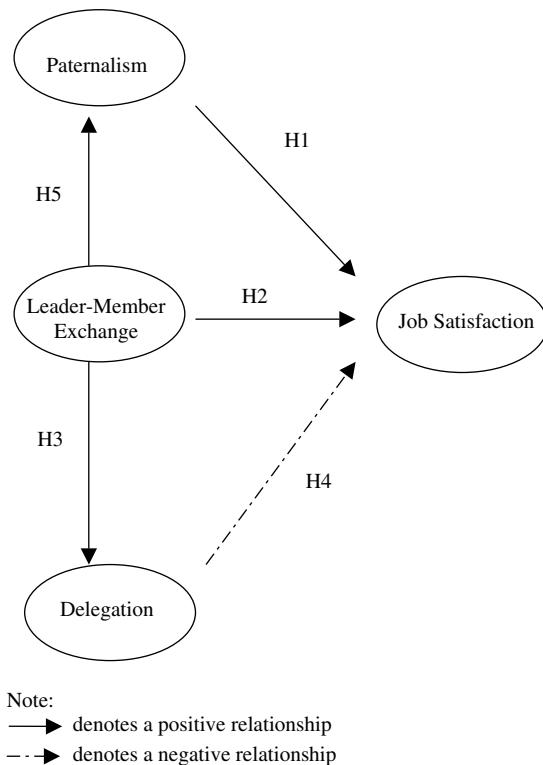 Paternalism
H1
H5
Leader-Member
Exchange
H2
Job Satisfaction
H3
H4
Delegation
Note:
denotes a positive relationship
denotes a negative relationship